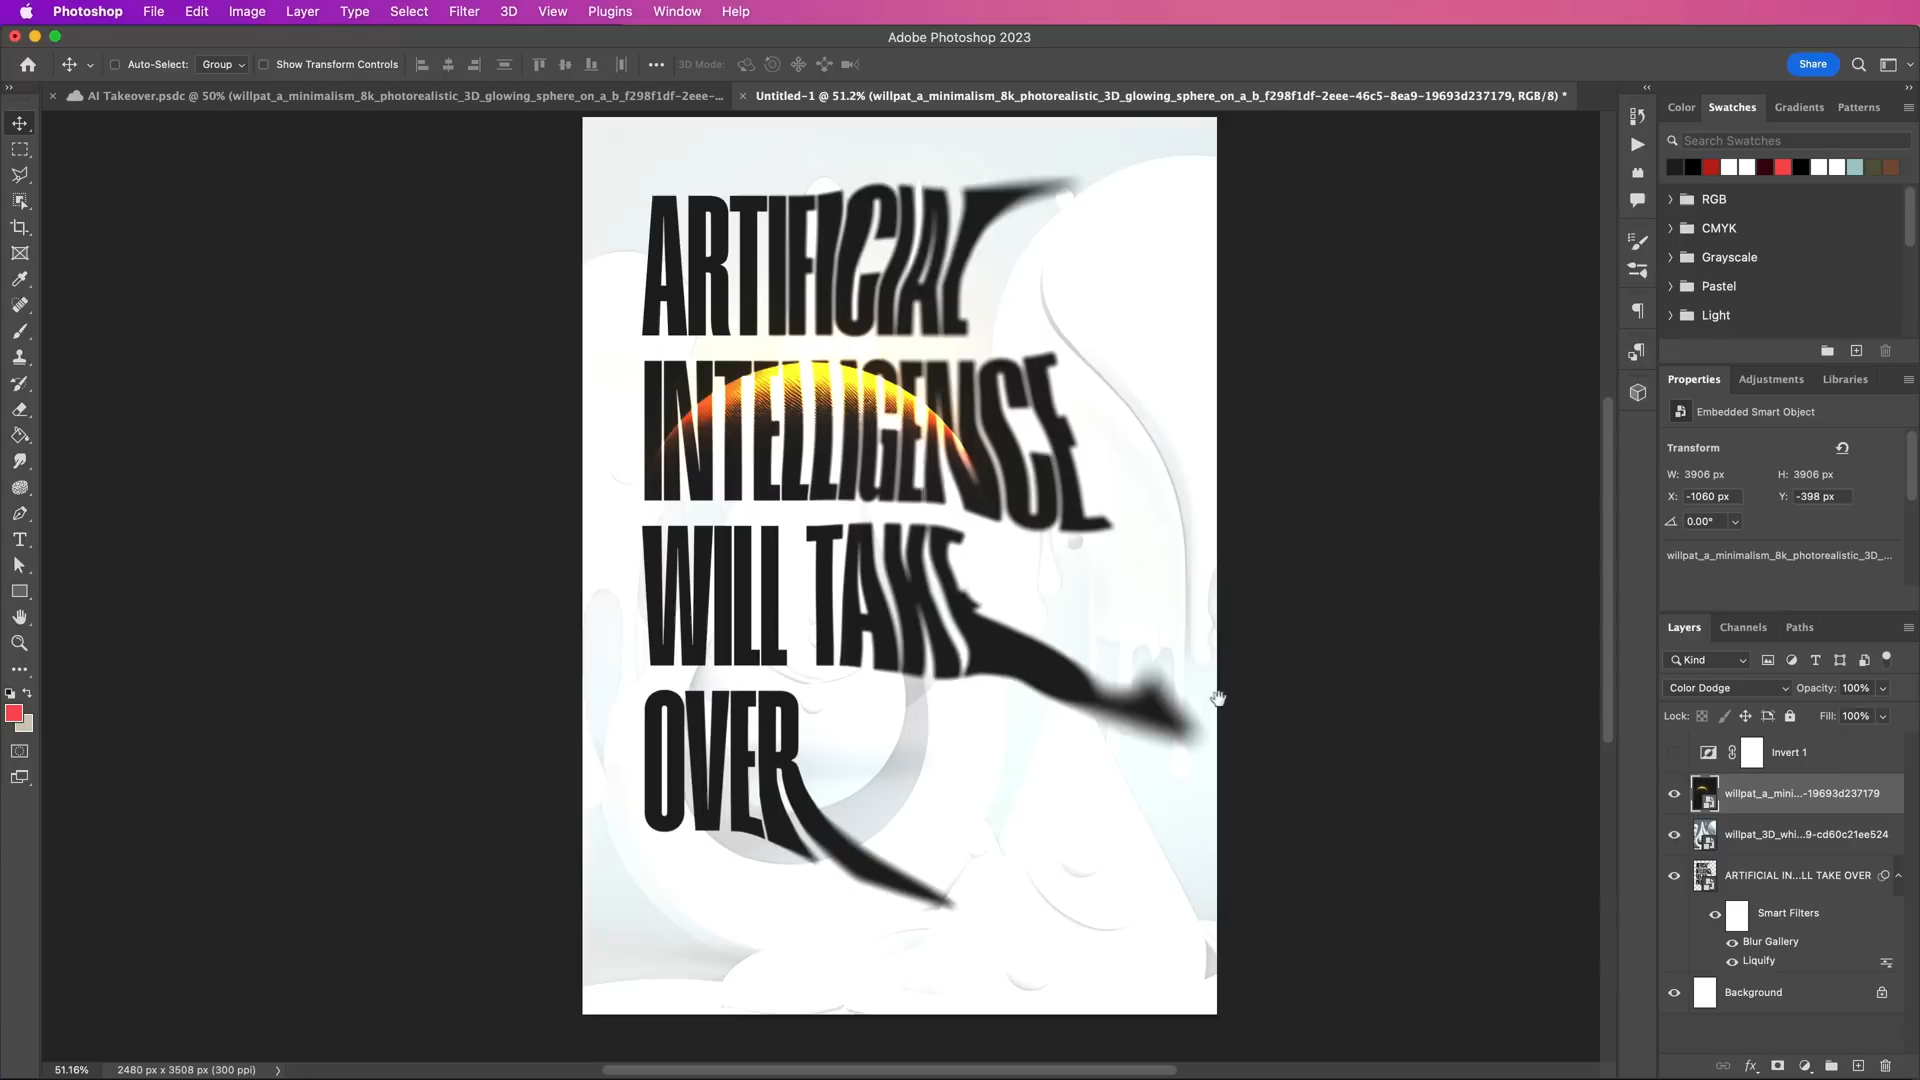 Photoshop File Edit Image Layer Type Select Filter 3D View Plugins Window Help
Adobe Photoshop 2023
Auto-Select: Group Show Transform Controls 3D Mode: Share
AI Takeover.psdc @ 50% (willpat_a_minimalism_8k_photorealistic_3D_glowing_sphere_on_a_b_f298f1df-2eee-...
Untitled-1 @ 51.2% (willpat_a_minimalism_8k_photorealistic_3D_glowing_sphere_on_a_b_f298f1df-2eee-46c5-8ea9-19693d237179, RGB/8) *
ARTIFICIAL
INTELLIGENCE
WILL TAKE
OVER
Color Swatches Gradients Patterns
Search Swatches
RGB
CMYK
Grayscale
Pastel
Light
Properties Adjustments Libraries
Embedded Smart Object
Transform
W: 3906 px H: 3906 px
X: -1060 px Y: -398 px
0.00°
willpat_a_minimalism_8k_photorealistic_3D_...
Layers Channels Paths
Kind
Color Dodge Opacity: 100%
Lock: Fill: 100%
Invert 1
willpat_a_mini...-19693d237179
willpat_3D_whi...9-cd60c21ee524
ARTIFICIAL IN...LL TAKE OVER
Smart Filters
Blur Gallery
Liquify
Background
51.16% 2480 px x 3508 px (300 ppi)